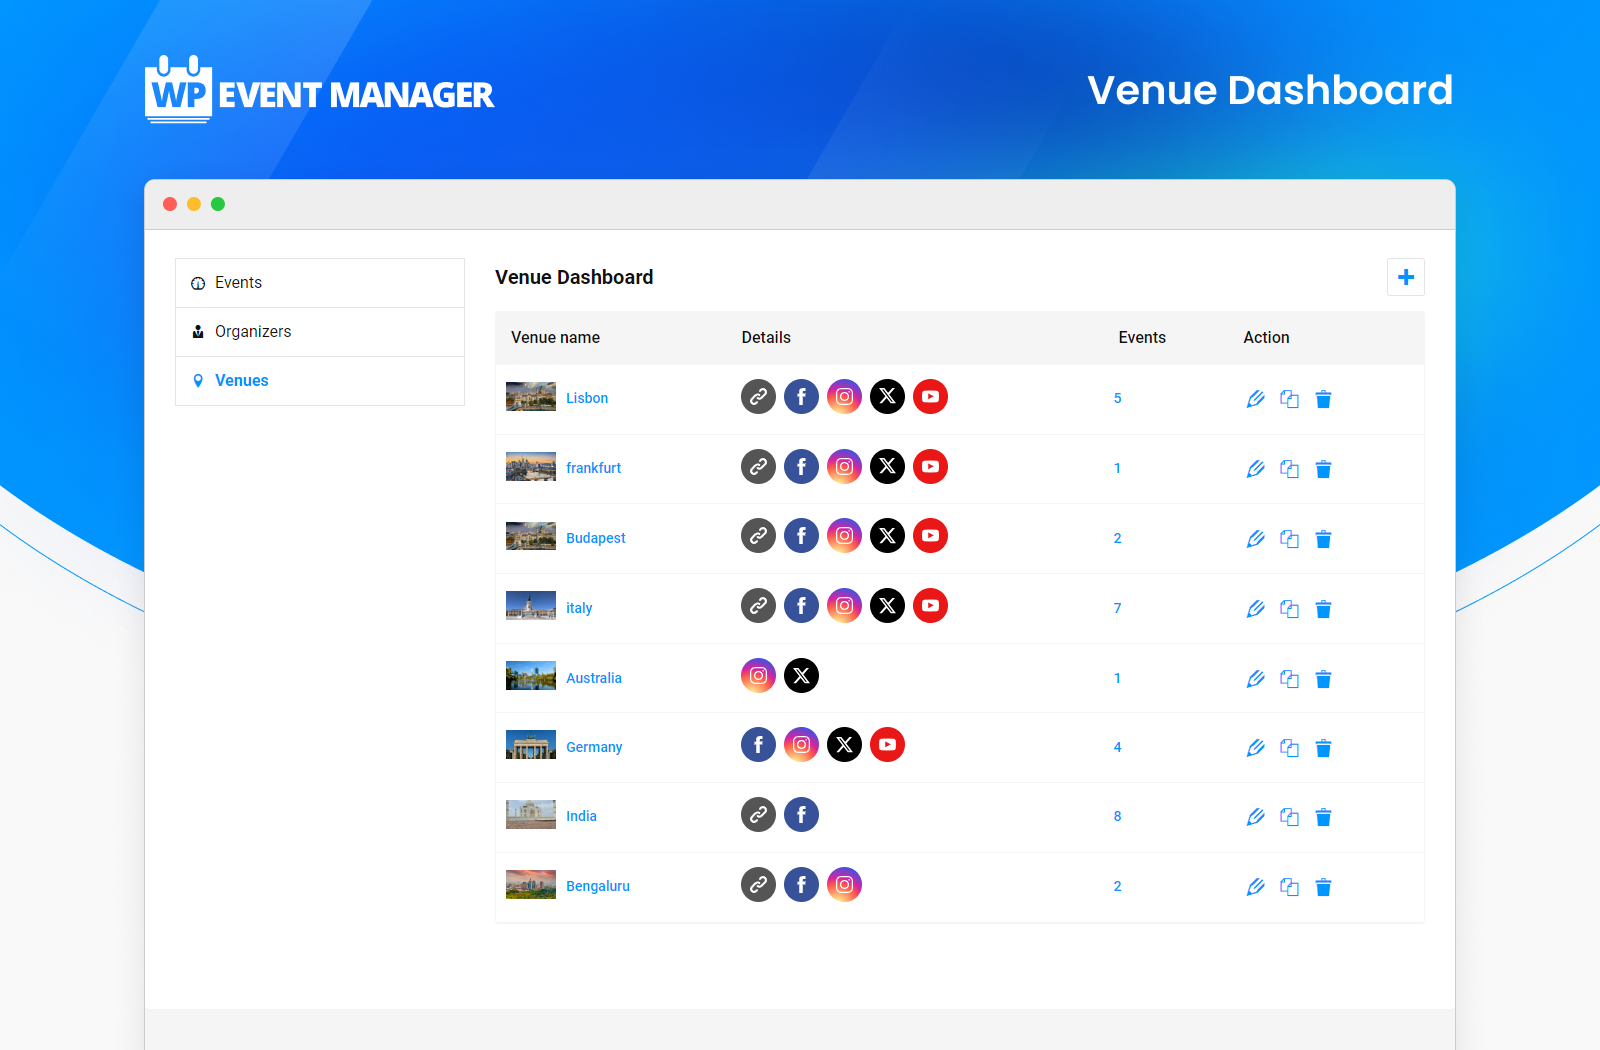 WP EVENT MANAGER
Venue Dashboard
Events
Organizers
Venues
Venue Dashboard
Venue name Details Events Action
Lisbon 5
frankfurt 1
Budapest 2
italy 7
Australia 1
Germany 4
India 8
Bengaluru 2